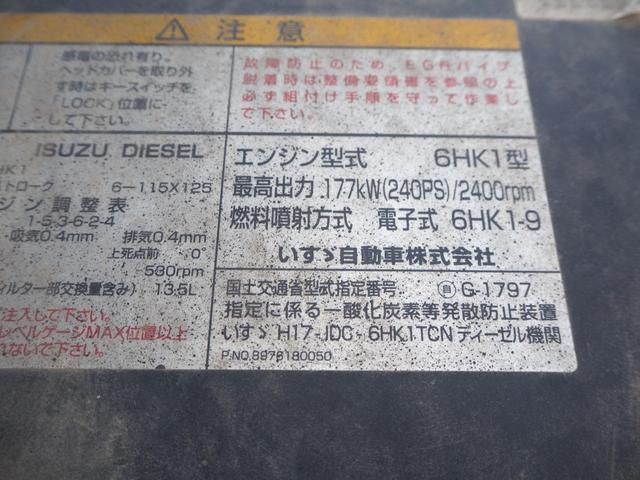 注意
感電の恐れ有り。
ヘッドカバーを取り外
す時はキースイッチを
「LOCK」位置に
して下さい。
故障防止のため、EGRパイプ
脱着時は整備要領書を参照の上
必ず組付け手順を守って作業し
て下さい。
ISUZU DIESEL
HK1
トローク 6－115X125
ジン調整表
1-5-3-6-2-4
吸気0.4mm 排気0.4mm
上死点前 0°
580rpm
ィルター部交換量含み) 13.5L
注入して下さい。
レベルゲージMAX位置以上
れないで下さい。
エンジン型式 6HK1型
最高出力 177kW(240PS)/2400rpm
燃料噴射方式 電子式 6HK1-9
いすゞ自動車株式会社
国土交通省型式指定番号 自 G-1797
指定に係る一酸化炭素等発散防止装置
いすゞ H17-JDC-6HK1TCN ディーゼル機関
P.NO.8976180050